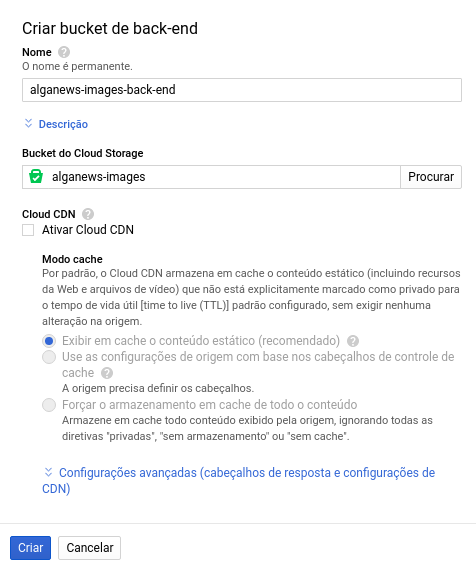 Criar bucket de back-end
Nome
O nome é permanente.
alganews-images-back-end
Descrição
Bucket do Cloud Storage
alganews-images
Procurar
Cloud CDN
Ativar Cloud CDN
Modo cache
Por padrão, o Cloud CDN armazena em cache o conteúdo estático (incluindo recursos
da Web e arquivos de vídeo) que não está explicitamente marcado como privado para
o tempo de vida útil [time to live (TTL)] padrão configurado, sem exigir nenhuma
alteração na origem.
Exibir em cache o conteúdo estático (recomendado)
Use as configurações de origem com base nos cabeçalhos de controle de
cache
A origem precisa definir os cabeçalhos.
Forçar o armazenamento em cache de todo o conteúdo
Armazene em cache todo conteúdo exibido pela origem, ignorando todas as
diretivas "privadas", "sem armazenamento" ou "sem cache".
Configurações avançadas (cabeçalhos de resposta e configurações de
CDN)
Criar
Cancelar